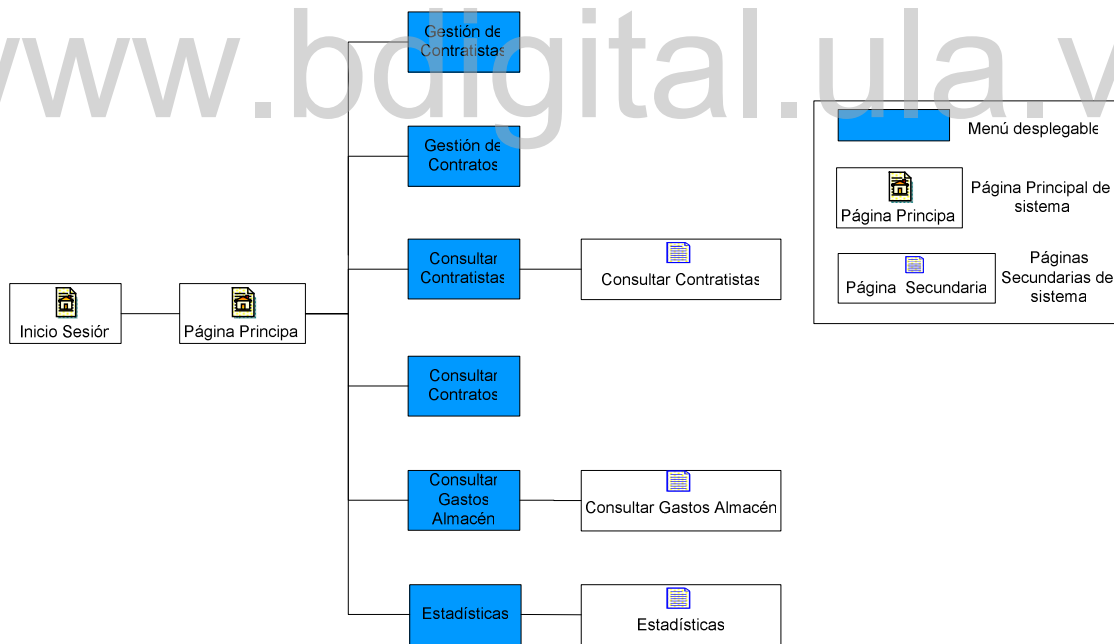 www.bdigital.ula.v
Gestión de
Contratistas
Gestión de
Contratos
Consultar
Contratistas
Consultar Contratistas
Inicio Sesión
Página Principa
Consultar
Contratos
Consultar
Gastos
Almacén
Consultar Gastos Almacén
Estadísticas
Estadísticas
Menú desplegable
Página Principa
Página Principal de
sistema
Página Secundaria
Páginas
Secundarias de
sistema